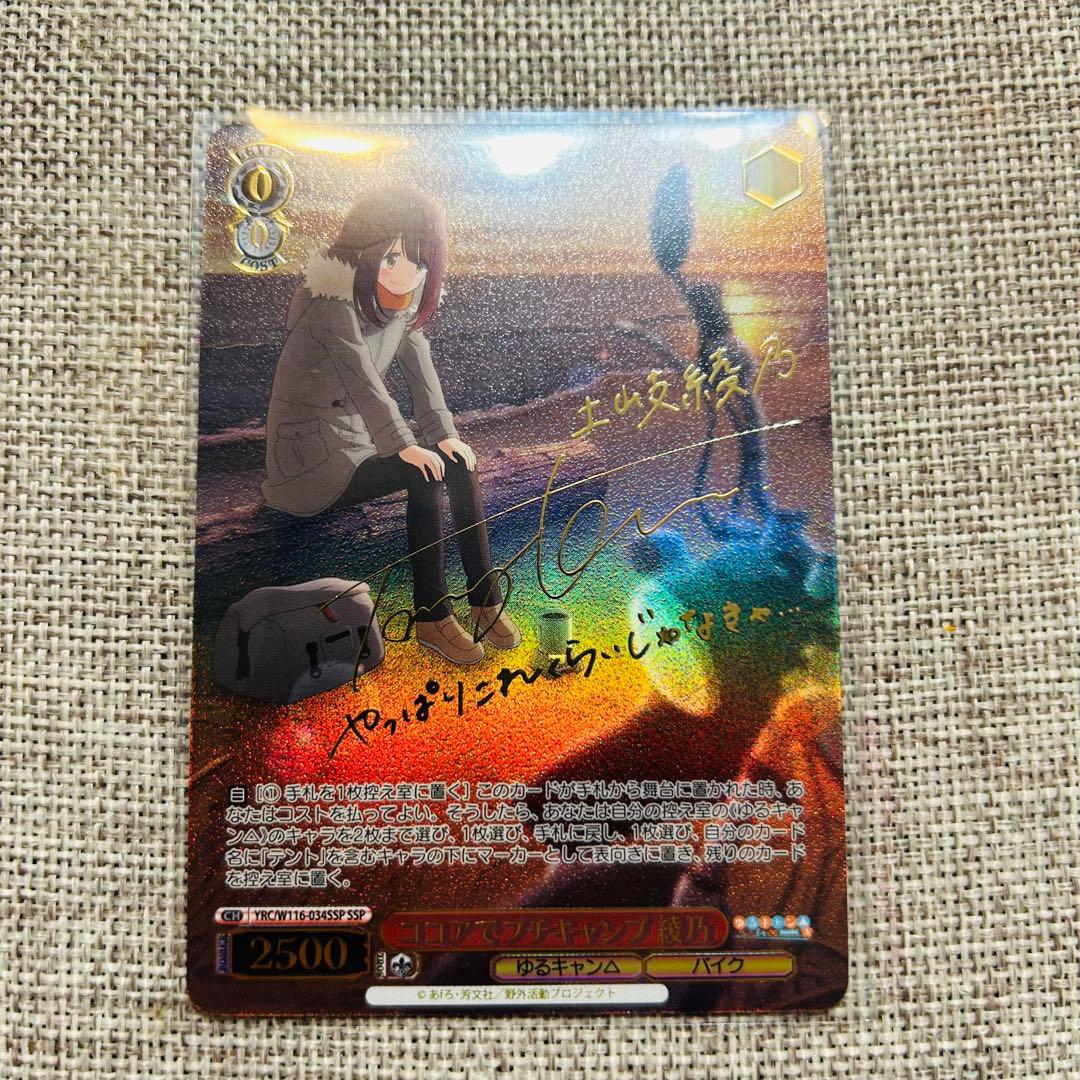 LEVEL
0
0
COST
土岐綾乃
やっぱりこれくらいじゃなきゃ…
自【① 手札を1枚控え室に置く】このカードが手札から舞台に置かれた時、あ
なたはコストを払ってよい。そうしたら、あなたは自分の控え室の《ゆるキャ
ン△》のキャラを2枚まで選び、1枚選び、手札に戻し、1枚選び、自分のカード
名に「テント」を含むキャラの下にマーカーとして表向きに置き、残りのカード
を控え室に置く。
CH YRC/W116-034SSP SSP
ココアでプチキャンプ 綾乃
POWER 2500 SOUL ゆるキャン△ バイク
©あfろ・芳文社／野外活動プロジェクト